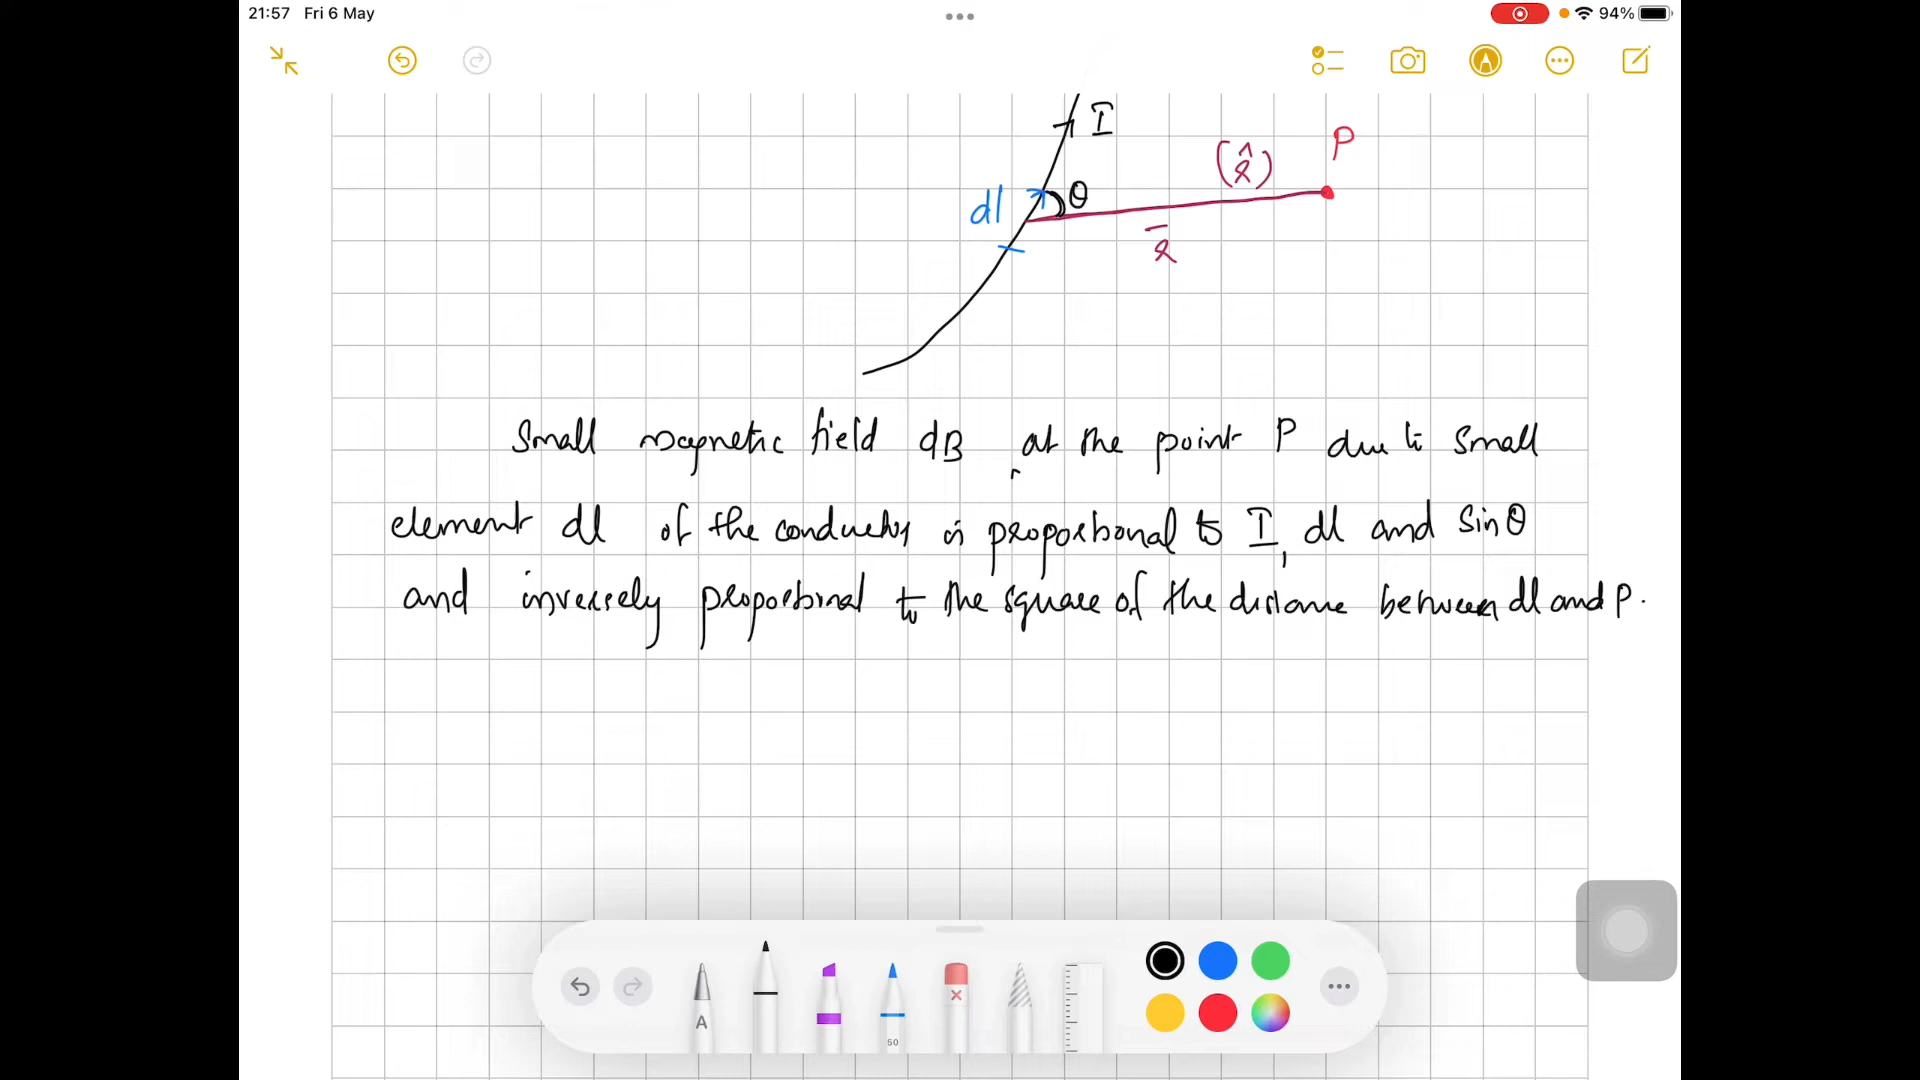 21:57 Fri 6 May
94%
I
P
(r̂)
dl
θ
r̄
Small magnetic field dB at the point P due to small
element dl of the conductor is proportional to I, dl and sinθ
and inversely proportional to the square of the distance between dl and P.
A
50